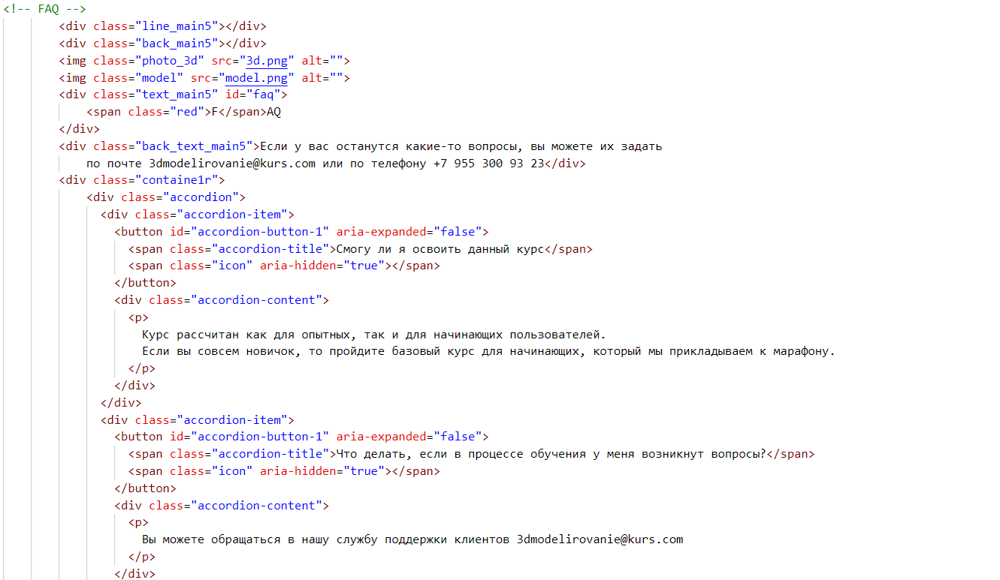 <!-- FAQ -->
<div class="line_main5"></div>
<div class="back_main5"></div>
<img class="photo_3d" src="3d.png" alt="">
<img class="model" src="model.png" alt="">
<div class="text_main5" id="faq">
<span class="red">F</span>AQ
</div>
<div class="back_text_main5">Если у вас останутся какие-то вопросы, вы можете их задать
по почте 3dmodelirovanie@kurs.com или по телефону +7 955 300 93 23</div>
<div class="containe1r">
<div class="accordion">
<div class="accordion-item">
<button id="accordion-button-1" aria-expanded="false">
<span class="accordion-title">Смогу ли я освоить данный курс</span>
<span class="icon" aria-hidden="true"></span>
</button>
<div class="accordion-content">
<p>
Курс рассчитан как для опытных, так и для начинающих пользователей.
Если вы совсем новичок, то пройдите базовый курс для начинающих, который мы прикладываем к марафону.
</p>
</div>
</div>
<div class="accordion-item">
<button id="accordion-button-1" aria-expanded="false">
<span class="accordion-title">Что делать, если в процессе обучения у меня возникнут вопросы?</span>
<span class="icon" aria-hidden="true"></span>
</button>
<div class="accordion-content">
<p>
Вы можете обращаться в нашу службу поддержки клиентов 3dmodelirovanie@kurs.com
</p>
</div>